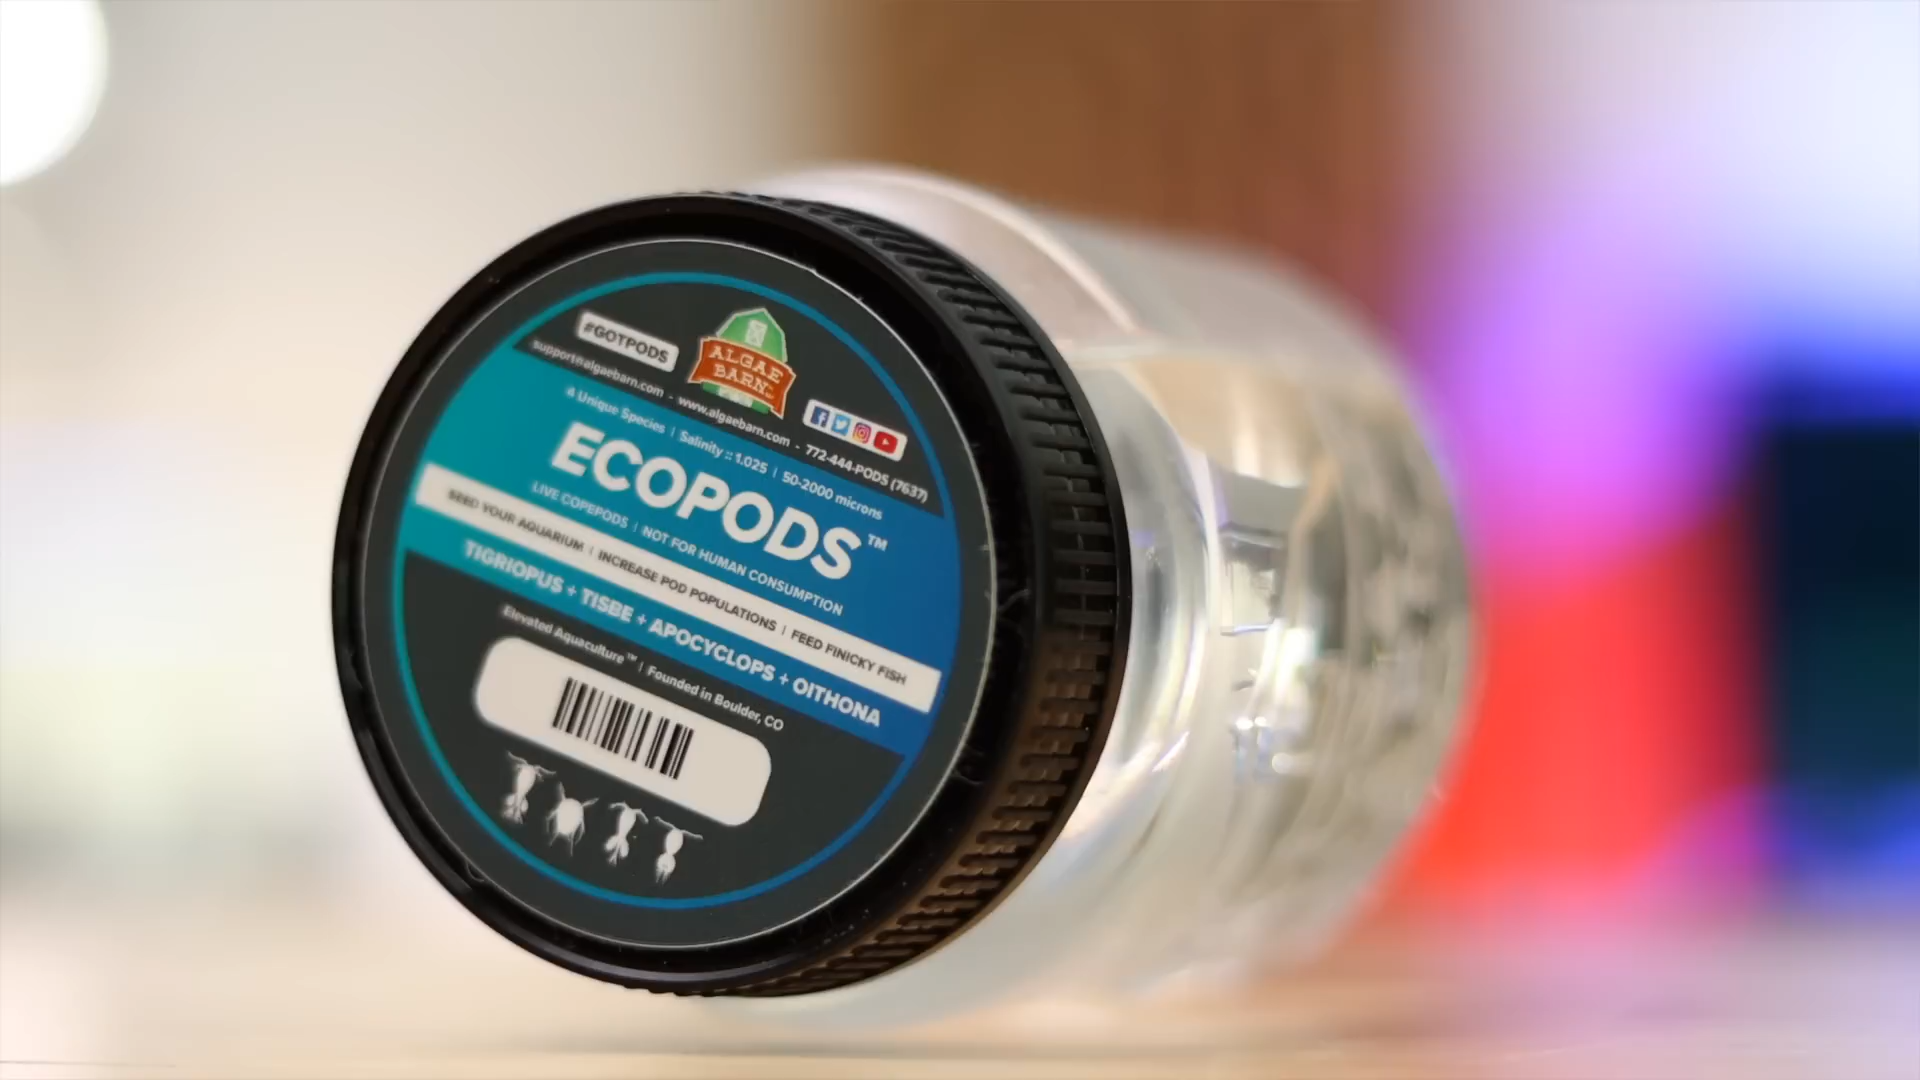 #GOTPODS
ALGAE
BARN
support@algaebarn.com - www.algaebarn.com - 772-444-PODS (7637)
4 Unique Species | Salinity :: 1.025 | 50-2000 microns
ECOPODS™
LIVE COPEPODS | NOT FOR HUMAN CONSUMPTION
SEED YOUR AQUARIUM | INCREASE POD POPULATIONS | FEED FINICKY FISH
TIGRIOPUS + TISBE + APOCYCLOPS + OITHONA
Elevated Aquaculture™ | Founded in Boulder, CO